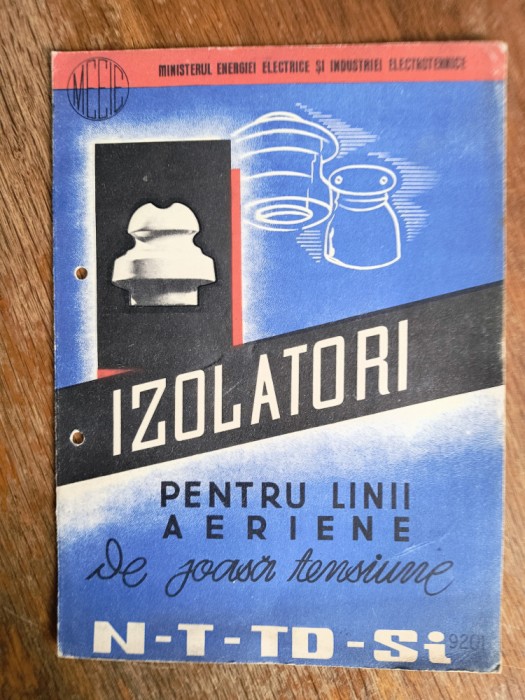 MEEIE
MINISTERUL ENERGIEI ELECTRICE ȘI INDUSTRIEI ELECTROTEHNICE
IZOLATORI
PENTRU LINII
AERIENE
de joasă tensiune
N-T-TD-Si
9201